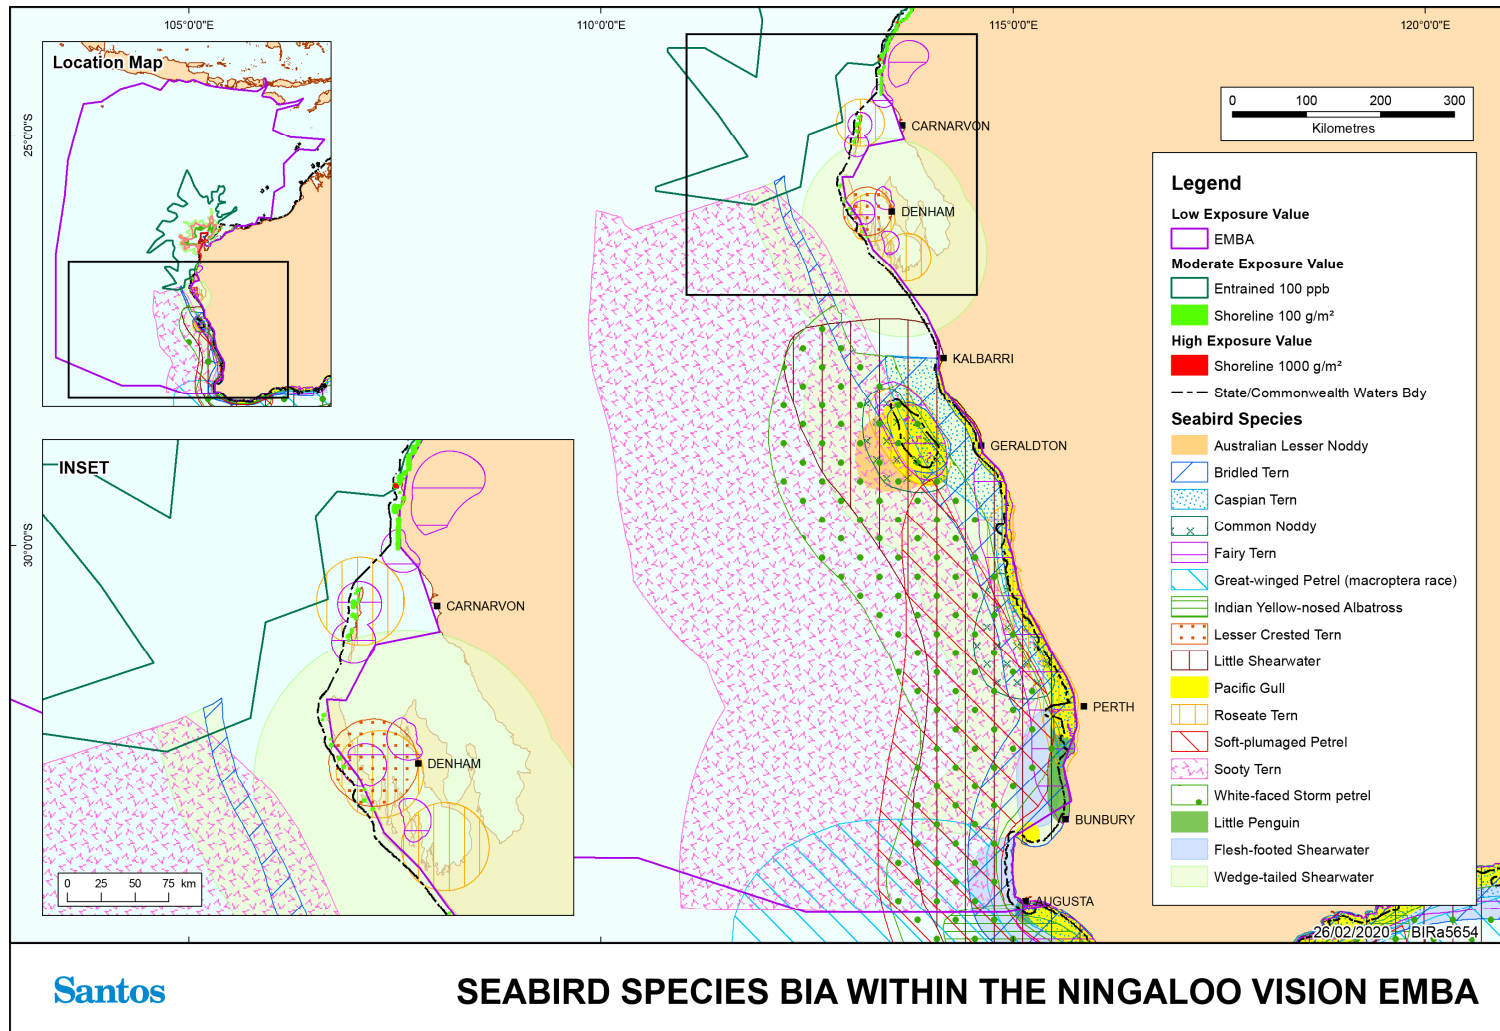 105°0'0"E
110°0'0"E
115°0'0"E
120°0'0"E
25°0'0"S
30°0'0"S
Location Map
CARNARVON
DENHAM
KALBARRI
GERALDTON
PERTH
BUNBURY
AUGUSTA
0 100 200 300
Kilometres
INSET
CARNARVON
DENHAM
0 25 50 75 km
Legend
Low Exposure Value
EMBA
Moderate Exposure Value
Entrained 100 ppb
Shoreline 100 g/m²
High Exposure Value
Shoreline 1000 g/m²
State/Commonwealth Waters Bdy
Seabird Species
Australian Lesser Noddy
Bridled Tern
Caspian Tern
Common Noddy
Fairy Tern
Great-winged Petrel (macroptera race)
Indian Yellow-nosed Albatross
Lesser Crested Tern
Little Shearwater
Pacific Gull
Roseate Tern
Soft-plumaged Petrel
Sooty Tern
White-faced Storm petrel
Little Penguin
Flesh-footed Shearwater
Wedge-tailed Shearwater
26/02/2020 BIRa5654
Santos
SEABIRD SPECIES BIA WITHIN THE NINGALOO VISION EMBA